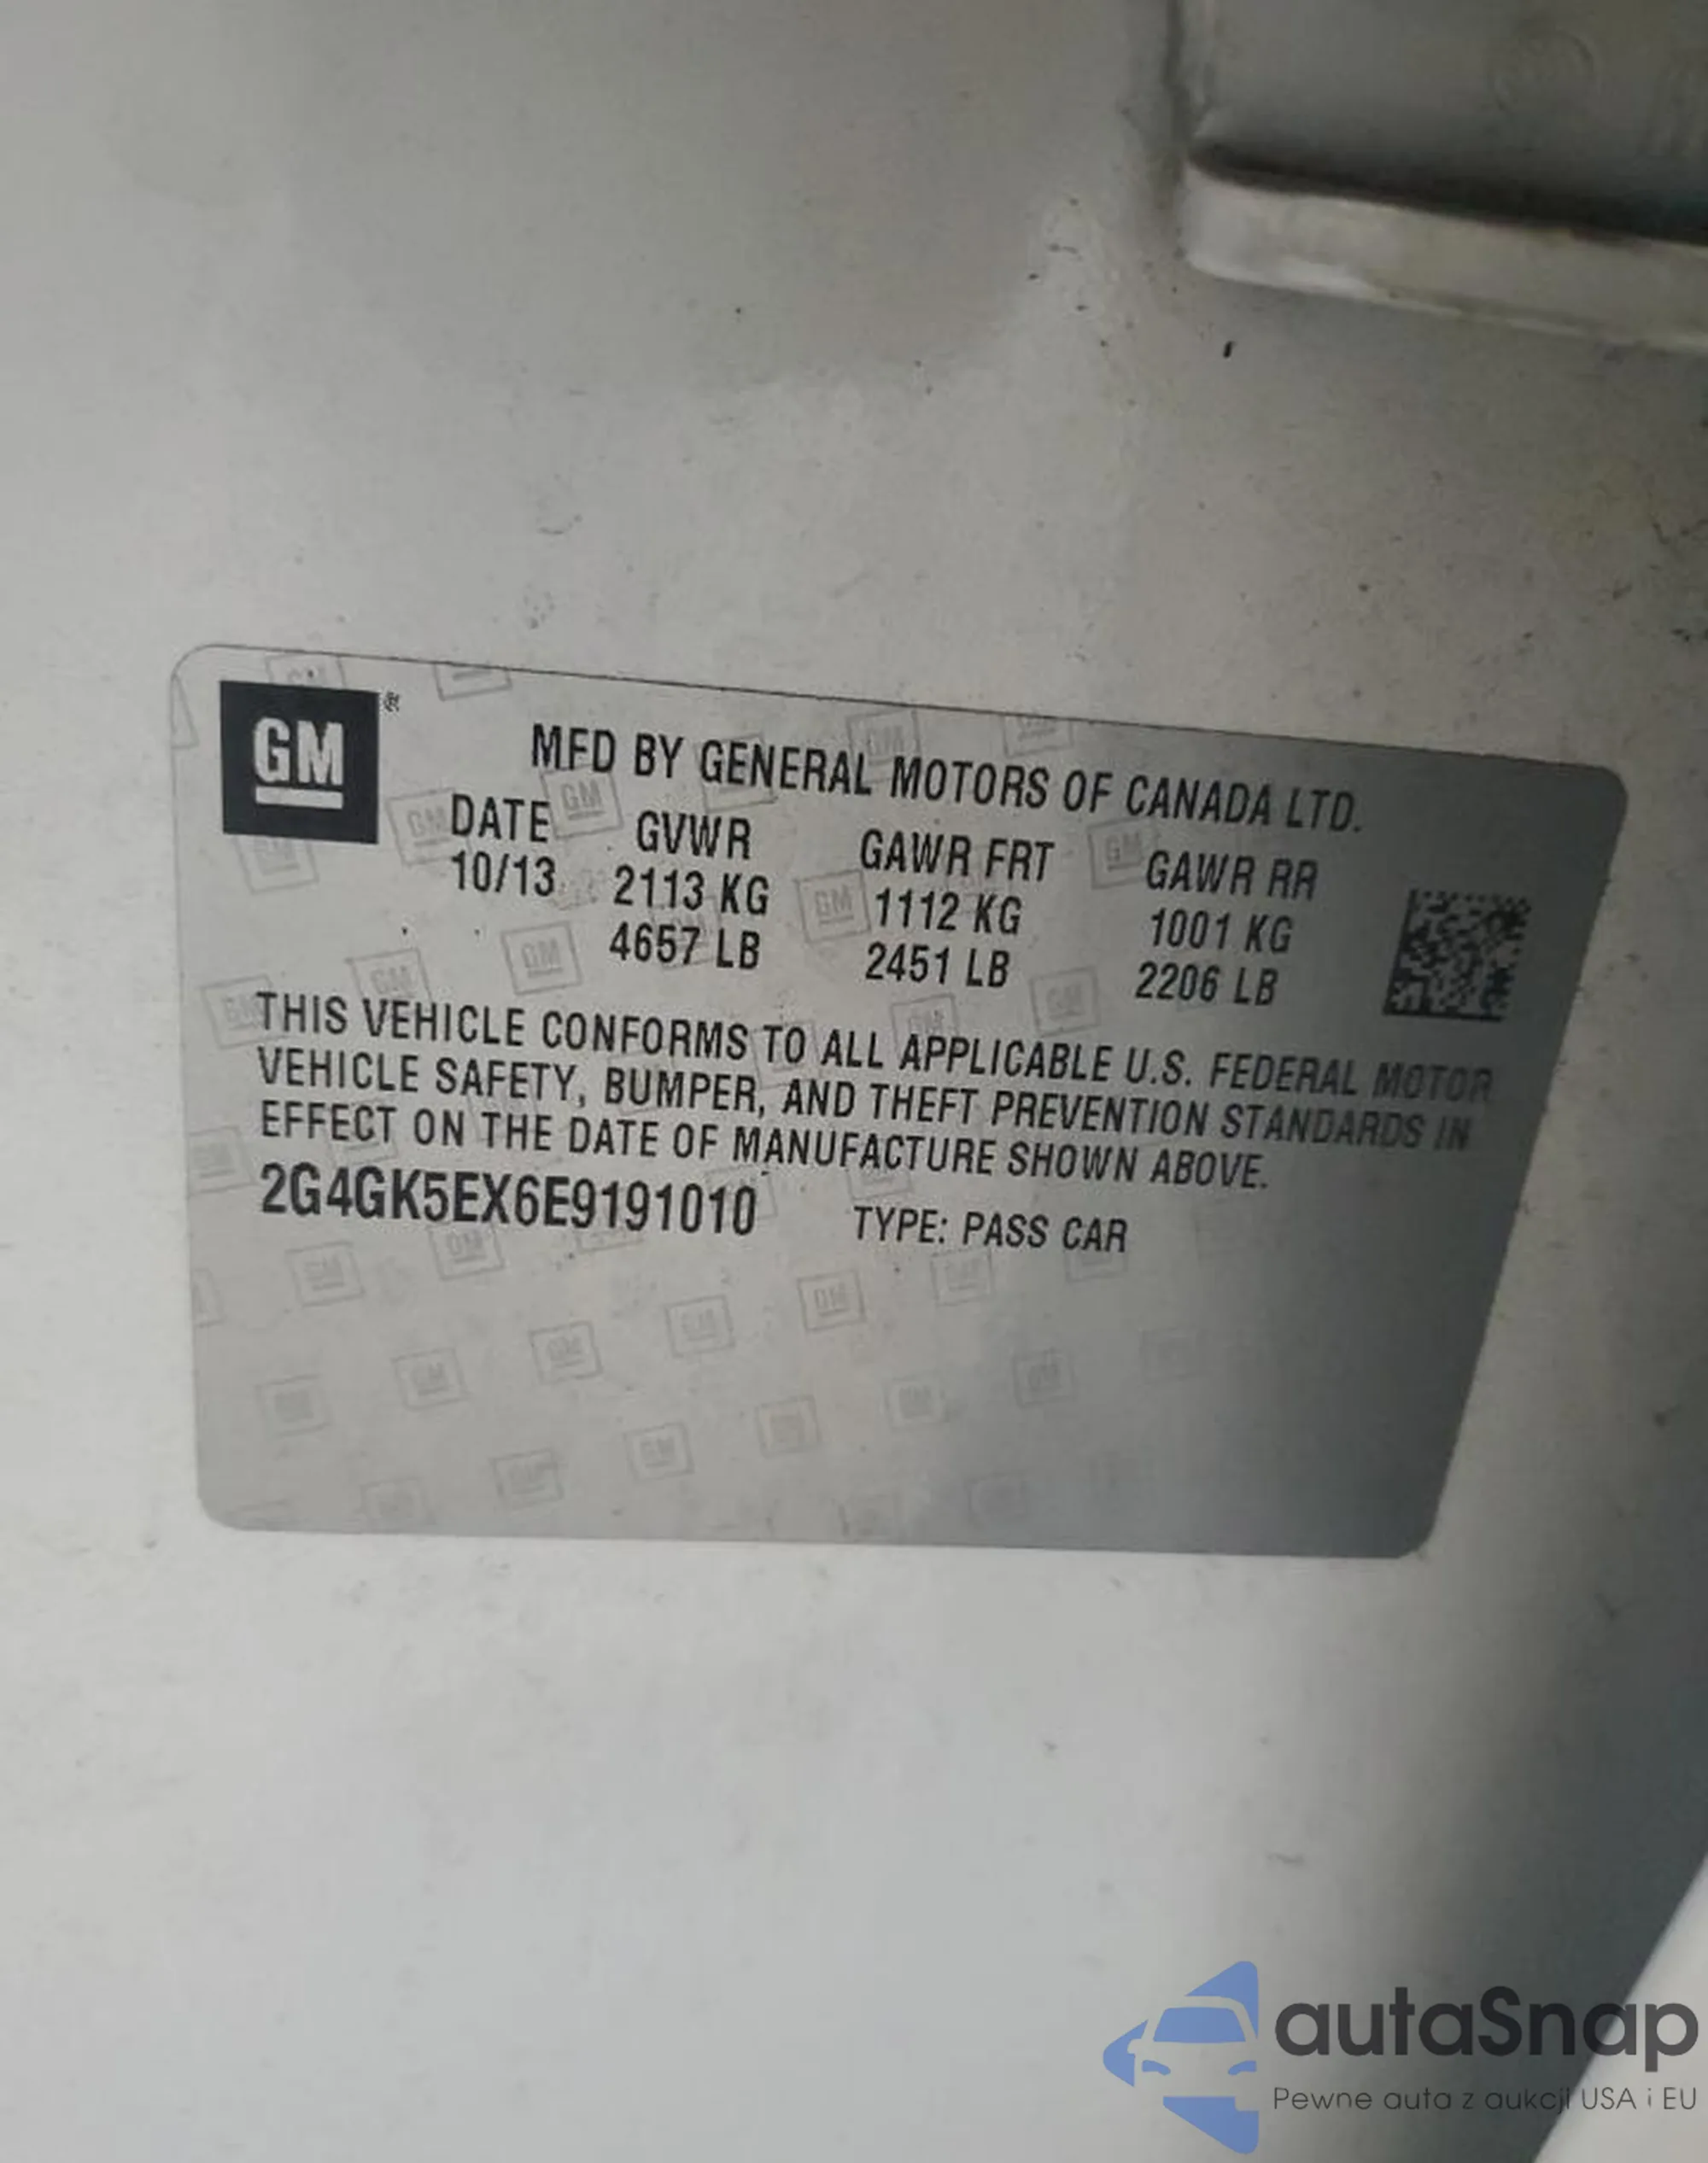 GM®
MFD BY GENERAL MOTORS OF CANADA LTD.
DATE GVWR GAWR FRT GAWR RR
10/13 2113 KG 1112 KG 1001 KG
4657 LB 2451 LB 2206 LB
THIS VEHICLE CONFORMS TO ALL APPLICABLE U.S. FEDERAL MOTOR
VEHICLE SAFETY, BUMPER, AND THEFT PREVENTION STANDARDS IN
EFFECT ON THE DATE OF MANUFACTURE SHOWN ABOVE.
2G4GK5EX6E9191010 TYPE: PASS CAR
autaSnap
Pewne auta z aukcji USA i EU